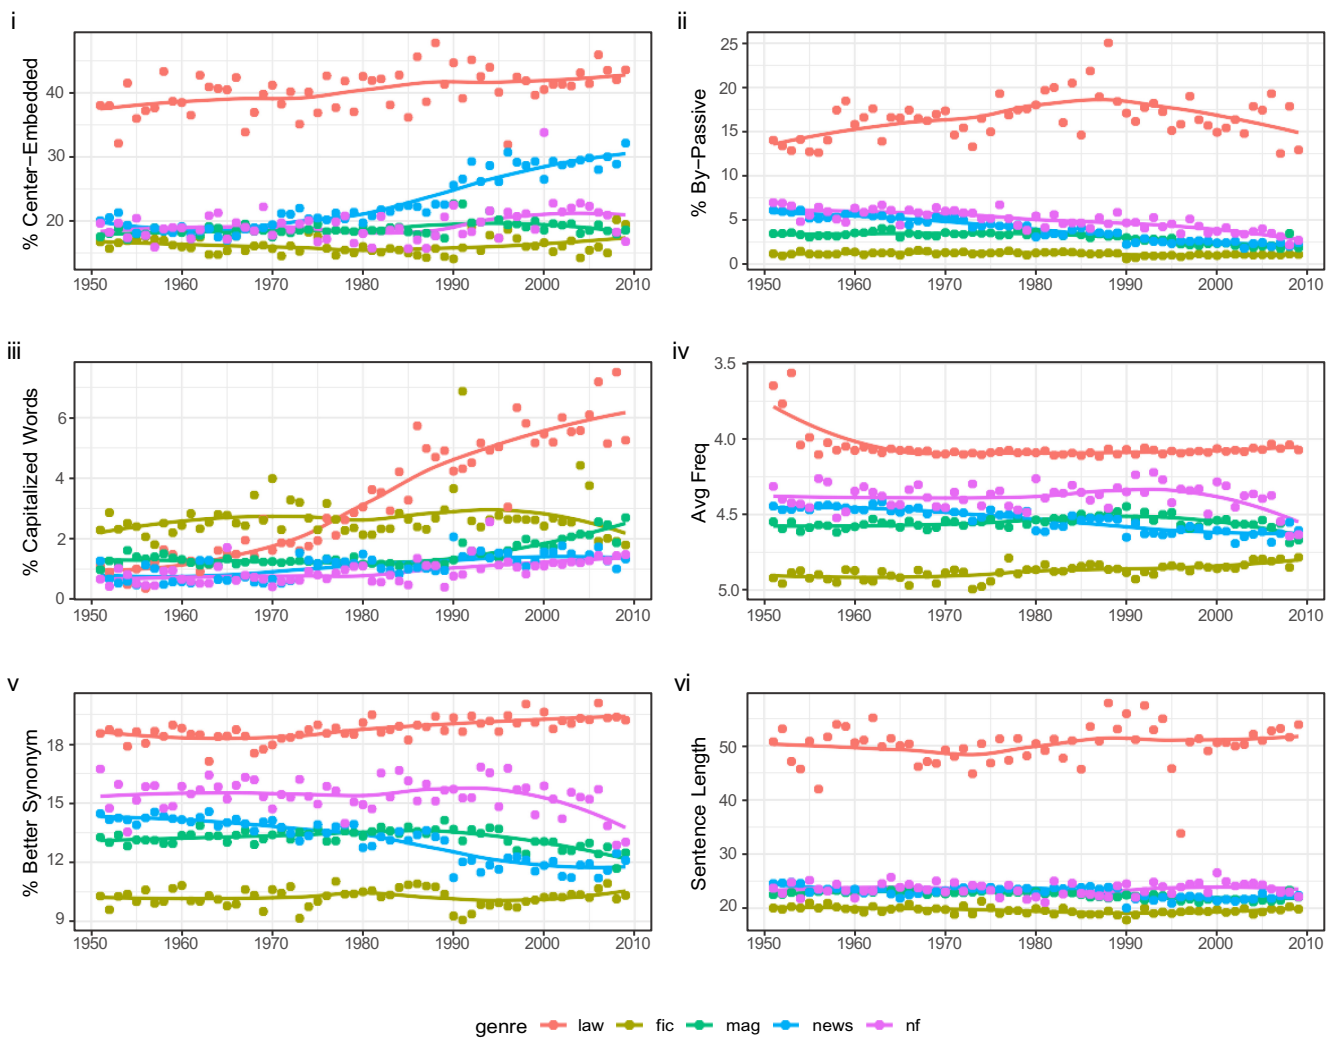 i
% Center-Embedded
40
30
20
1950 1960 1970 1980 1990 2000 2010
ii
% By-Passive
25
20
15
10
5
0
1950 1960 1970 1980 1990 2000 2010
iii
% Capitalized Words
6
4
2
0
1950 1960 1970 1980 1990 2000 2010
iv
Avg Freq
3.5
4.0
4.5
5.0
1950 1960 1970 1980 1990 2000 2010
v
% Better Synonym
18
15
12
9
1950 1960 1970 1980 1990 2000 2010
vi
Sentence Length
50
40
30
20
1950 1960 1970 1980 1990 2000 2010
genre law fic mag news nf